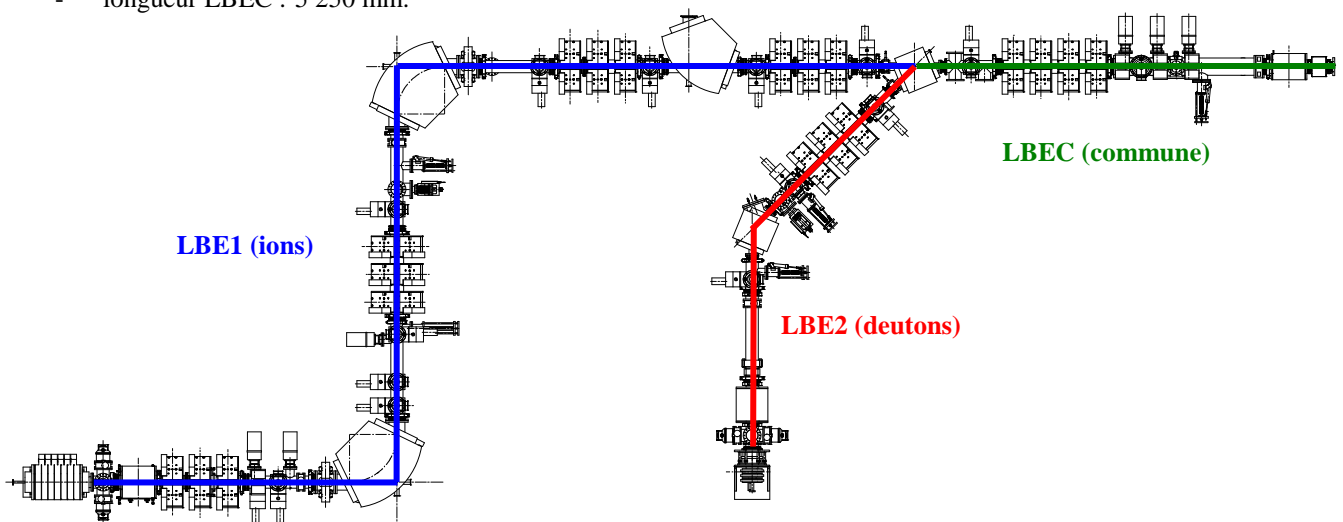 - longueur LBEC : 5 250 mm.
LBEC (commune)
LBE1 (ions)
LBE2 (deutons)